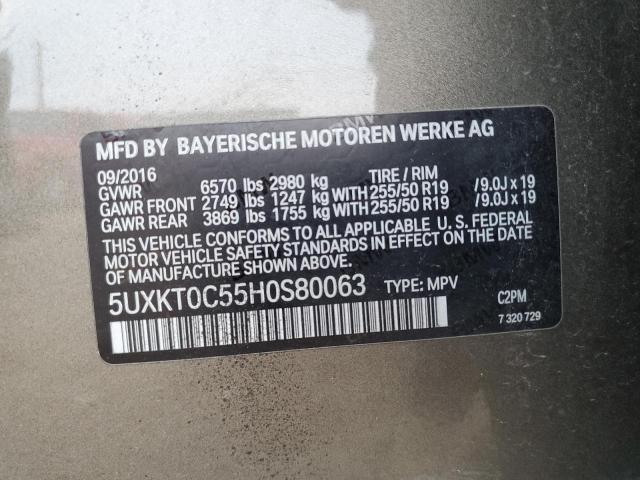 MFD BY BAYERISCHE MOTOREN WERKE AG
09/2016 TIRE / RIM
GVWR 6570 lbs 2980 kg
GAWR FRONT 2749 lbs 1247 kg WITH 255/50 R19 /9.0J x 19
GAWR REAR 3869 lbs 1755 kg WITH 255/50 R19 /9.0J x 19
THIS VEHICLE CONFORMS TO ALL APPLICABLE U. S. FEDERAL
MOTOR VEHICLE SAFETY STANDARDS IN EFFECT ON THE DATE
OF MANUFACTURE SHOWN ABOVE.
5UXKT0C55H0S80063 TYPE: MPV C2PM
7 320 729